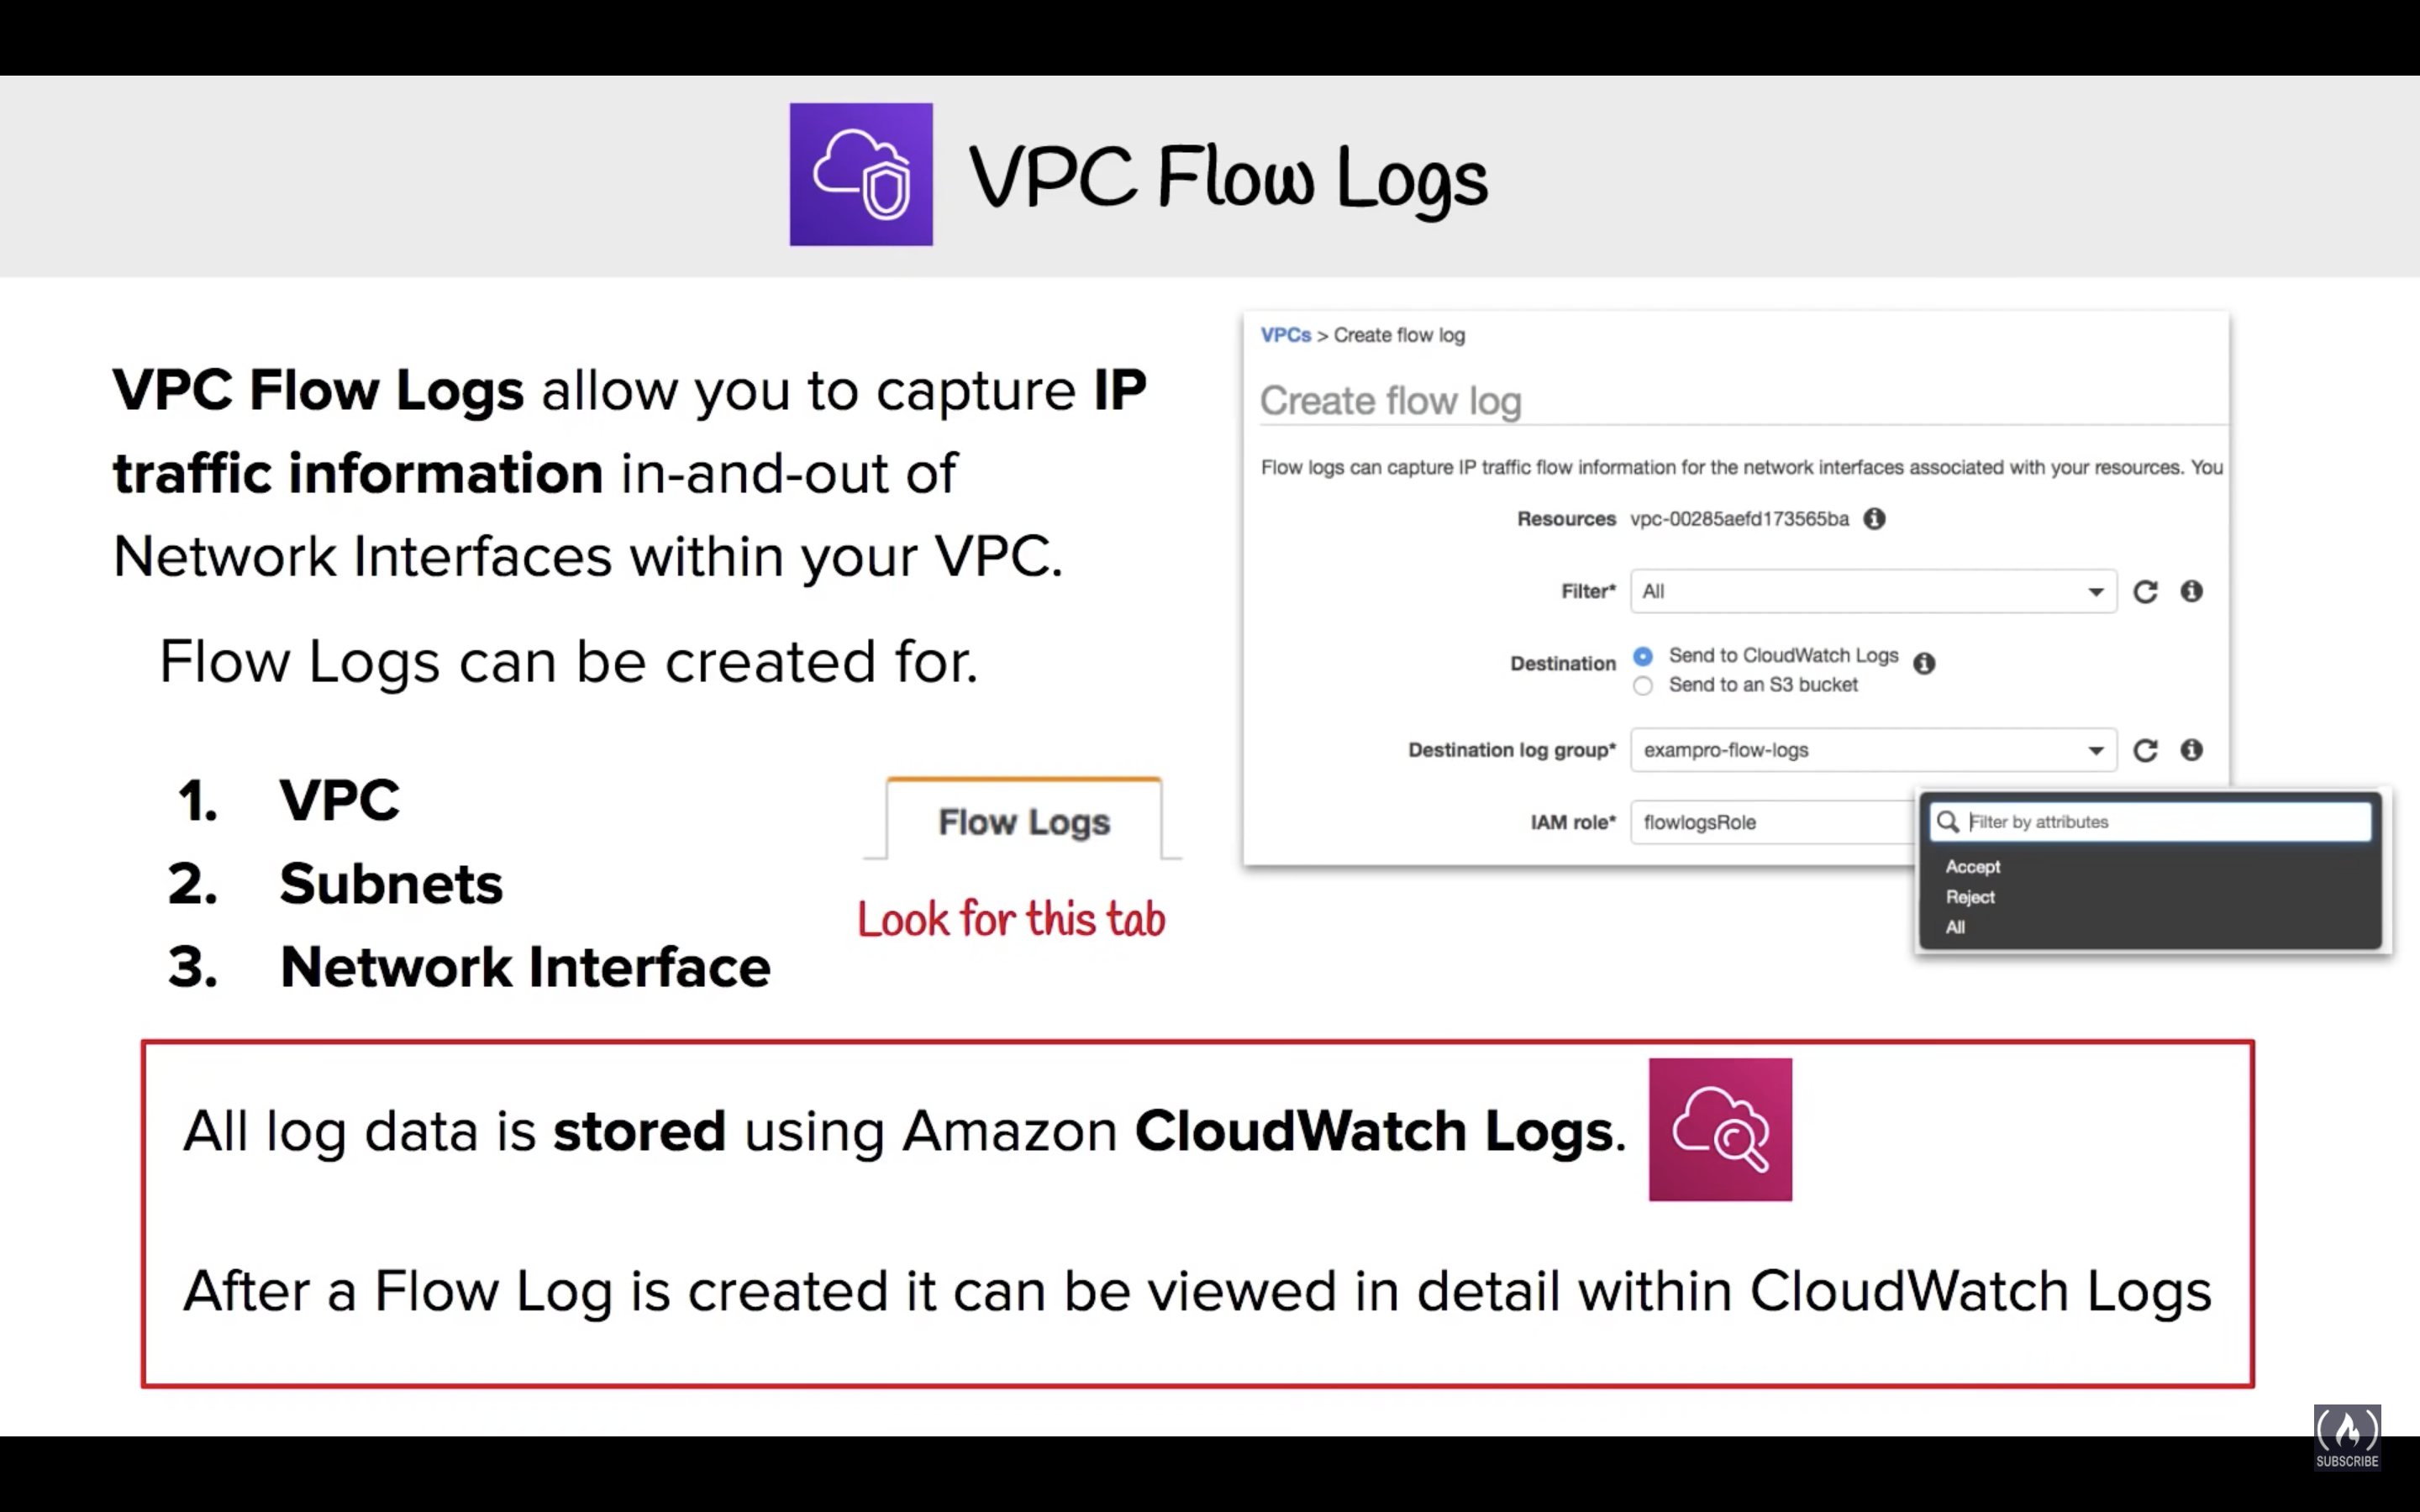 VPC Flow Logs
VPC Flow Logs allow you to capture IP
traffic information in-and-out of
Network Interfaces within your VPC.
Flow Logs can be created for.
1. VPC
2. Subnets
3. Network Interface
Flow Logs
Look for this tab
VPCs > Create flow log
Create flow log
Flow logs can capture IP traffic flow information for the network interfaces associated with your resources. You
Resources vpc-00285aefd173565ba
Filter* All
Destination Send to CloudWatch Logs
Send to an S3 bucket
Destination log group* exampro-flow-logs
IAM role* flowlogsRole
Filter by attributes
Accept
Reject
All
All log data is stored using Amazon CloudWatch Logs.
After a Flow Log is created it can be viewed in detail within CloudWatch Logs
SUBSCRIBE